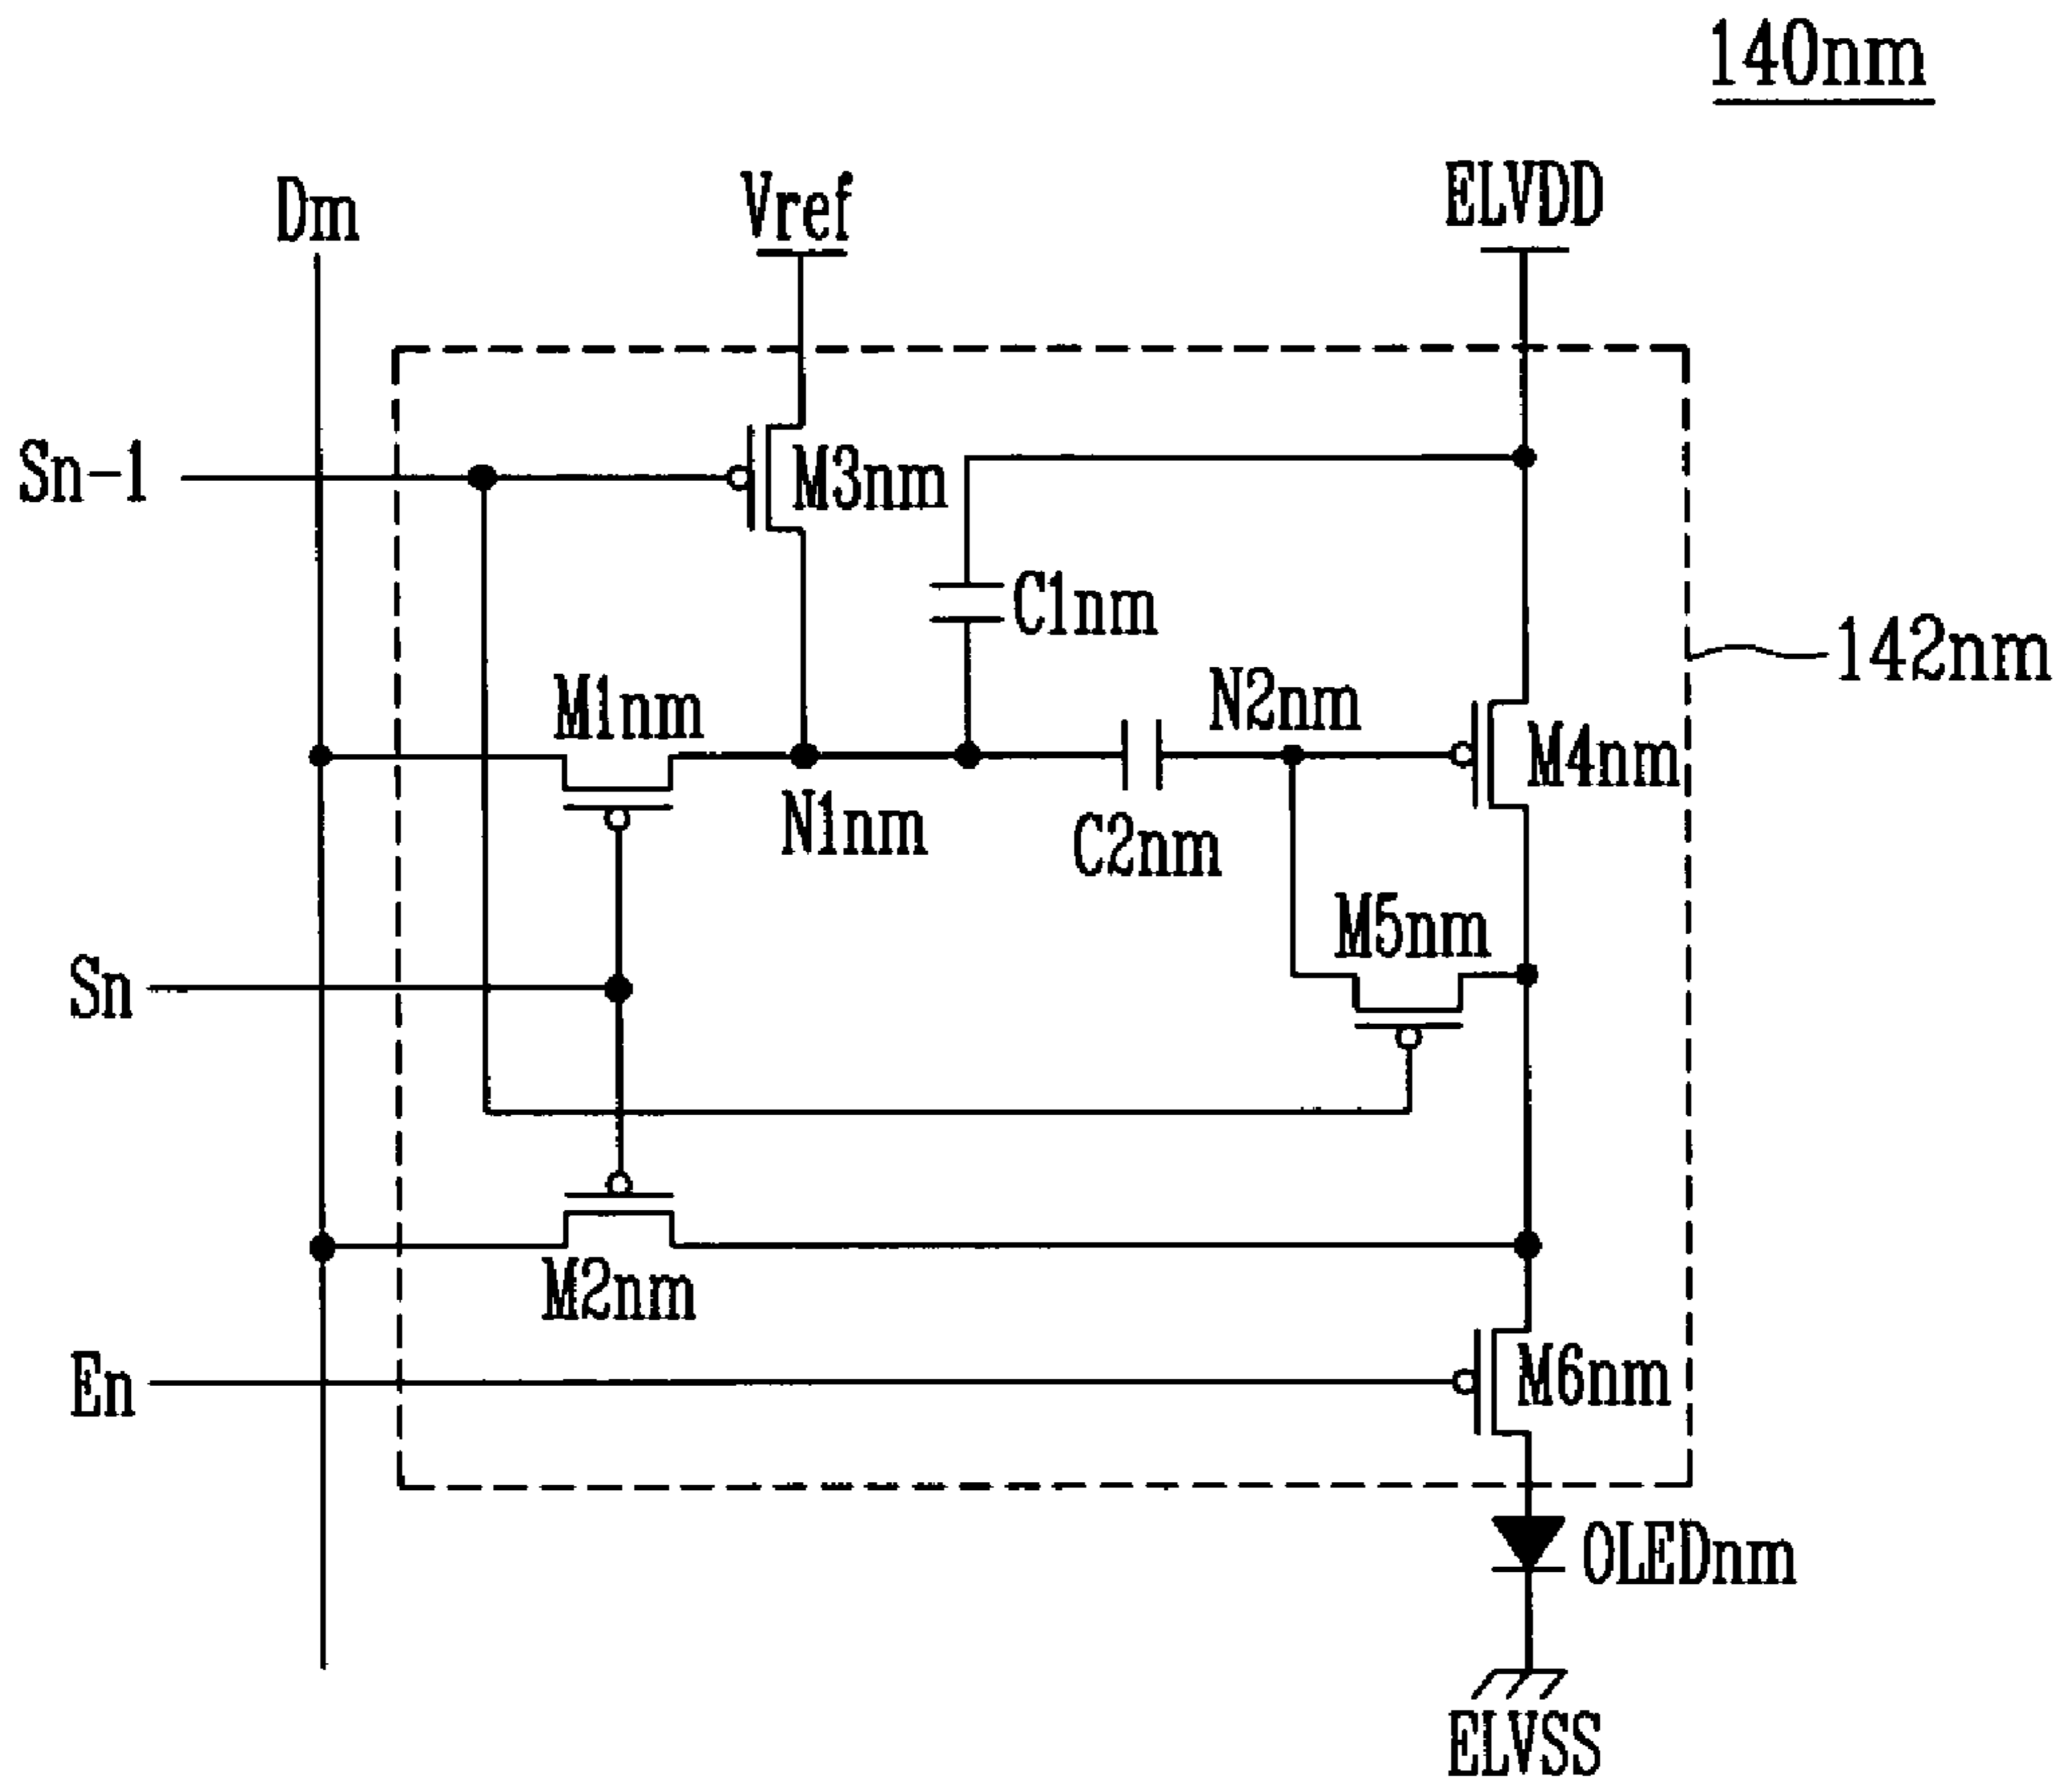 140nm
Dm
Vref
ELVDD
Sn-1
M3nm
C1nm
142nm
M1nm
N2nm
M4nm
N1nm
C2nm
M5nm
Sn
M2nm
En
M6nm
OLEDnm
ELVSS